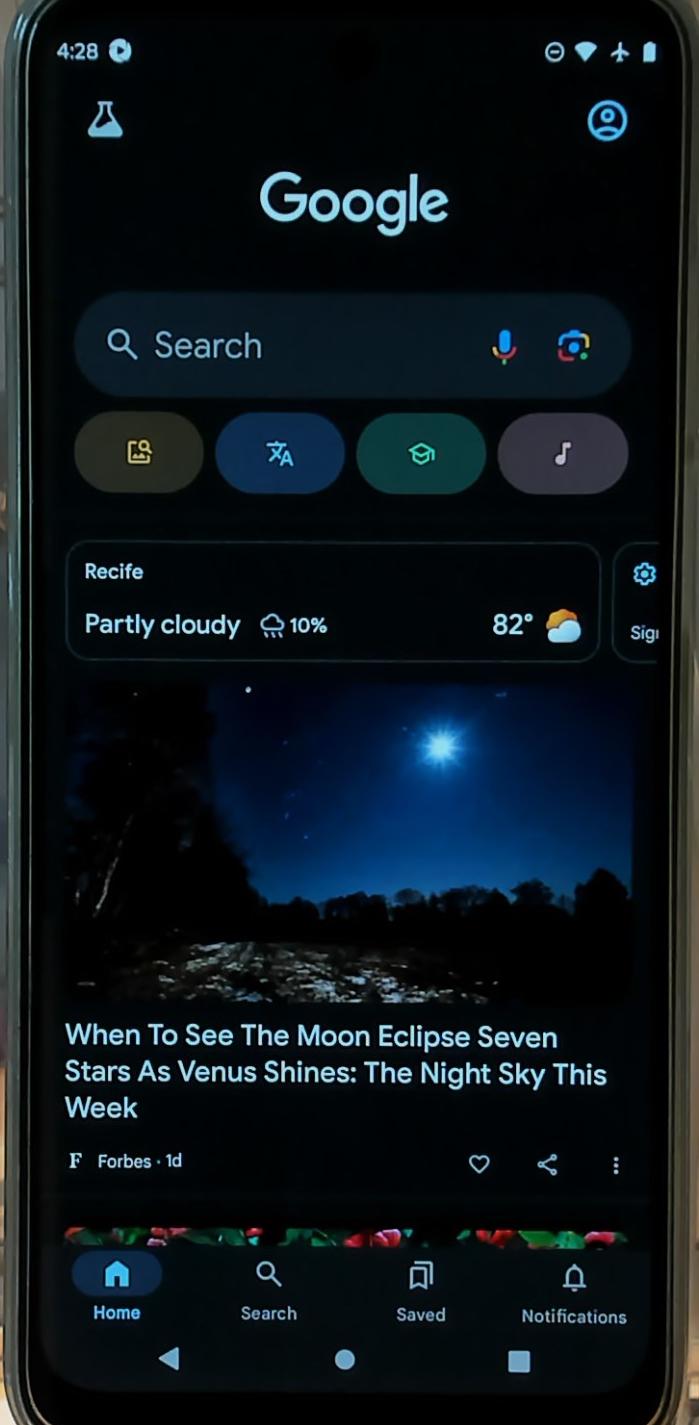 4:28
Google
Search
Recife
Partly cloudy 10% 82°
Sign
When To See The Moon Eclipse Seven
Stars As Venus Shines: The Night Sky This
Week
F Forbes · 1d
Home Search Saved Notifications